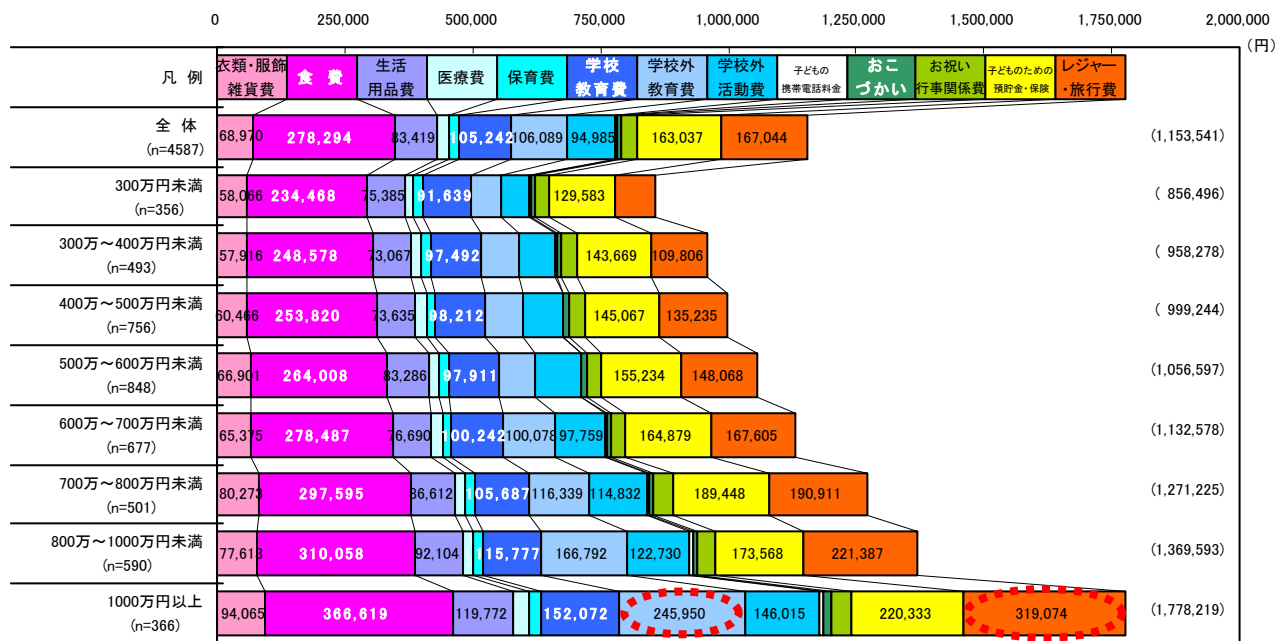 0 250,000 500,000 750,000 1,000,000 1,250,000 1,500,000 1,750,000 2,000,000
(円)
凡 例
衣類・服飾
雑貨費
食 費
生活
用品費
医療費
保育費
学校
教育費
学校外
教育費
学校外
活動費
子どもの
携帯電話料金
おこ
づかい
お祝い
行事関係費
子どものための
預貯金・保険
レジャー
・旅行費
全 体
(n=4587)
68,970 278,294 83,419 105,242 106,089 94,985 163,037 167,044 (1,153,541)
300万円未満
(n=356)
58,066 234,468 75,385 91,639 129,583 ( 856,496)
300万～400万円未満
(n=493)
57,916 248,578 73,067 97,492 143,669 109,806 ( 958,278)
400万～500万円未満
(n=756)
60,466 253,820 73,635 98,212 145,067 135,235 ( 999,244)
500万～600万円未満
(n=848)
66,901 264,008 83,286 97,911 155,234 148,068 (1,056,597)
600万～700万円未満
(n=677)
65,375 278,487 76,690 100,242 100,078 97,759 164,879 167,605 (1,132,578)
700万～800万円未満
(n=501)
80,273 297,595 86,612 105,687 116,339 114,832 189,448 190,911 (1,271,225)
800万～1000万円未満
(n=590)
77,613 310,058 92,104 115,777 166,792 122,730 173,568 221,387 (1,369,593)
1000万円以上
(n=366)
94,065 366,619 119,772 152,072 245,950 146,015 220,333 319,074 (1,778,219)